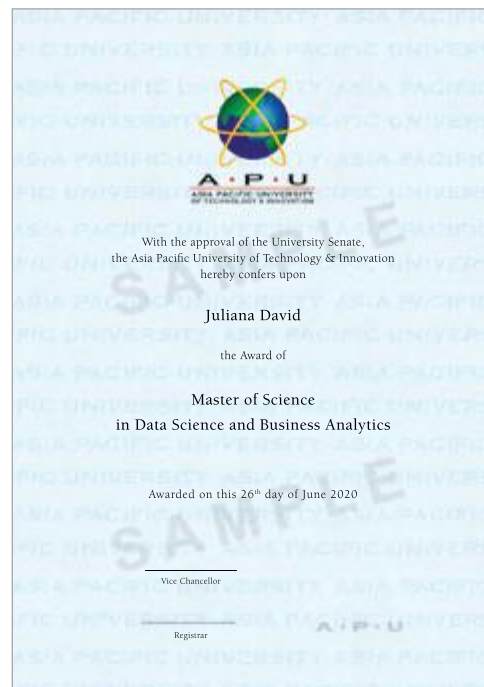 A·P·U
ASIA PACIFIC UNIVERSITY
OF TECHNOLOGY & INNOVATION
With the approval of the University Senate,
the Asia Pacific University of Technology & Innovation
hereby confers upon
Juliana David
the Award of
Master of Science
in Data Science and Business Analytics
Awarded on this 26th day of June 2020
SAMPLE
SAMPLE
Vice Chancellor
Registrar
A·P·U